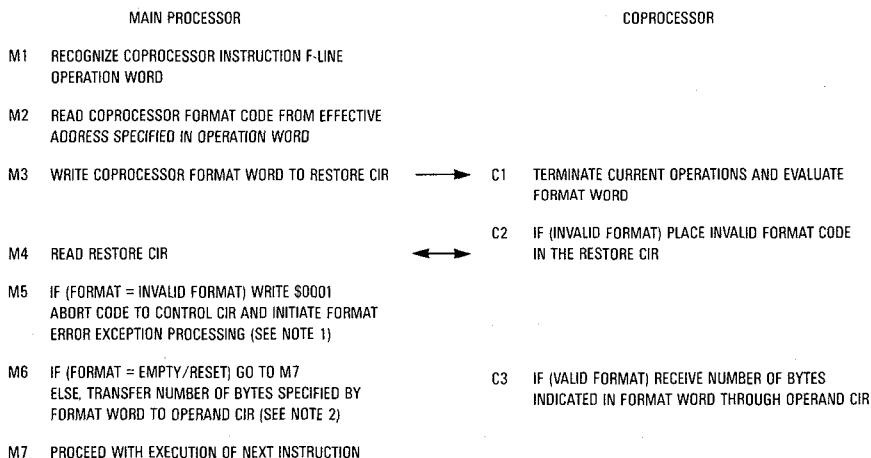 MAIN PROCESSOR
COPROCESSOR
M1 RECOGNIZE COPROCESSOR INSTRUCTION F-LINE
OPERATION WORD
M2 READ COPROCESSOR FORMAT CODE FROM EFFECTIVE
ADDRESS SPECIFIED IN OPERATION WORD
M3 WRITE COPROCESSOR FORMAT WORD TO RESTORE CIR
C1 TERMINATE CURRENT OPERATIONS AND EVALUATE
FORMAT WORD
C2 IF (INVALID FORMAT) PLACE INVALID FORMAT CODE
IN THE RESTORE CIR
M4 READ RESTORE CIR
M5 IF (FORMAT = INVALID FORMAT) WRITE $0001
ABORT CODE TO CONTROL CIR AND INITIATE FORMAT
ERROR EXCEPTION PROCESSING (SEE NOTE 1)
M6 IF (FORMAT = EMPTY/RESET) GO TO M7
ELSE, TRANSFER NUMBER OF BYTES SPECIFIED BY
FORMAT WORD TO OPERAND CIR (SEE NOTE 2)
C3 IF (VALID FORMAT) RECEIVE NUMBER OF BYTES
INDICATED IN FORMAT WORD THROUGH OPERAND CIR
M7 PROCEED WITH EXECUTION OF NEXT INSTRUCTION